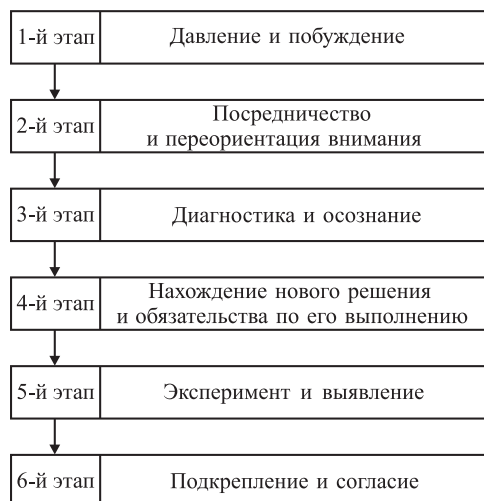 1-й этап Давление и побуждение
2-й этап Посредничество
и переориентация внимания
3-й этап Диагностика и осознание
4-й этап Нахождение нового решения
и обязательства по его выполнению
5-й этап Эксперимент и выявление
6-й этап Подкрепление и согласие